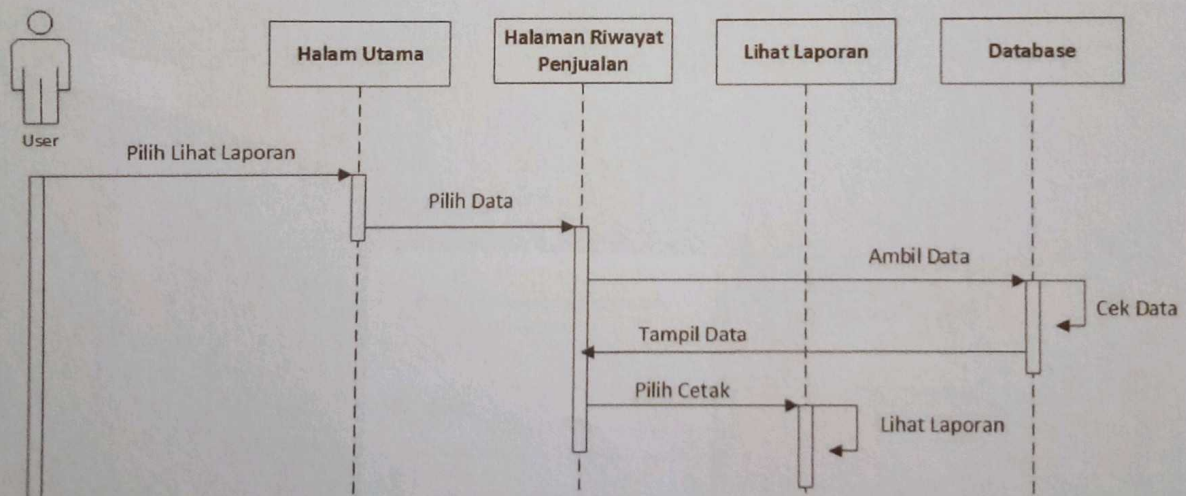 User
Halam Utama
Halaman Riwayat
Penjualan
Lihat Laporan
Database
Pilih Lihat Laporan
Pilih Data
Ambil Data
Cek Data
Tampil Data
Pilih Cetak
Lihat Laporan